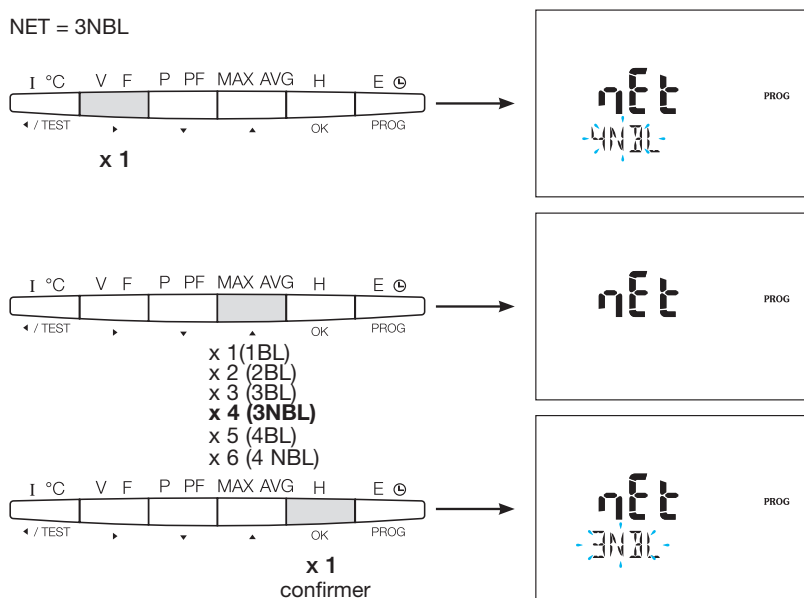 NET = 3NBL
I °C V F P PF MAX AVG H E
/ TEST OK PROG
x 1
nEt
PROG
4NBL
I °C V F P PF MAX AVG H E
/ TEST OK PROG
x 1(1BL)
x 2 (2BL)
x 3 (3BL)
x 4 (3NBL)
x 5 (4BL)
x 6 (4 NBL)
nEt
PROG
I °C V F P PF MAX AVG H E
/ TEST OK PROG
x 1
confirmer
nEt
PROG
3NBL